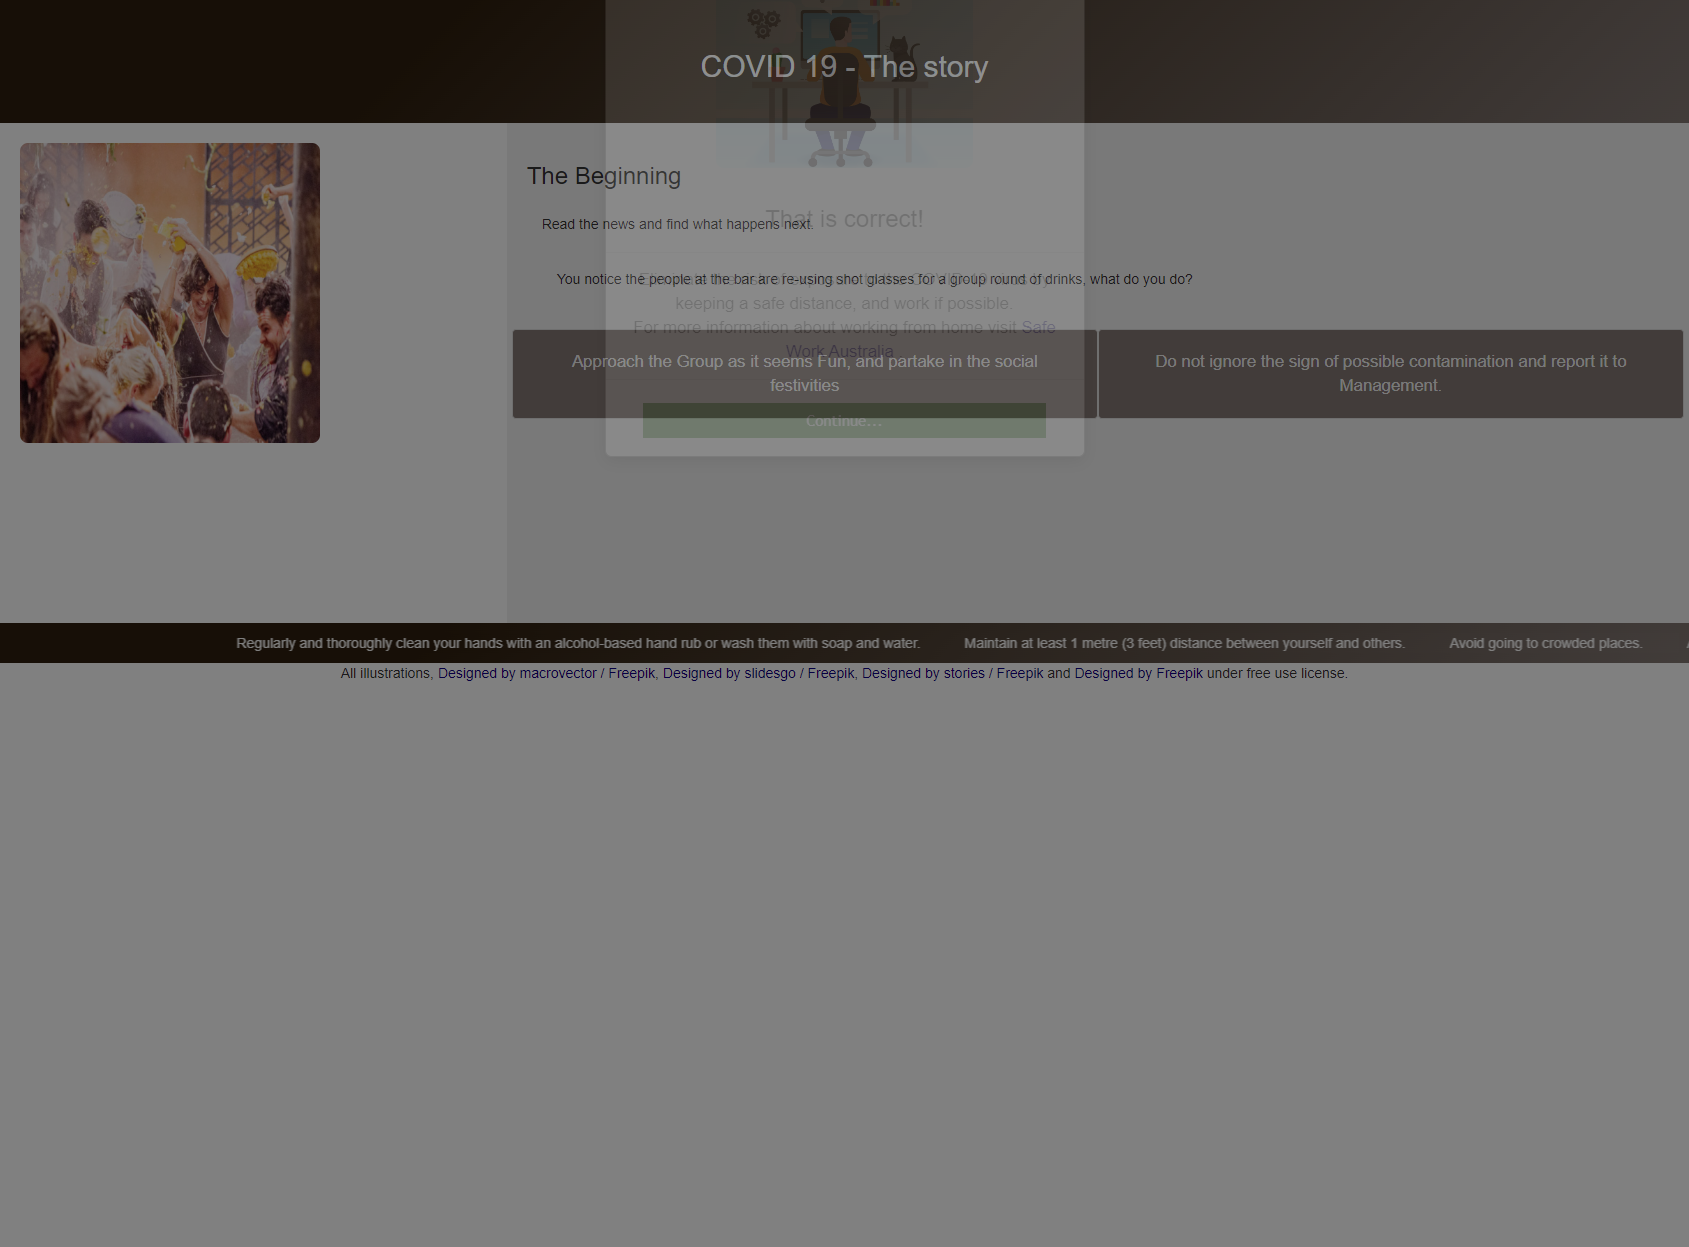 COVID 19 - The story
The Beginning
Read the news and find what happens next.
You notice the people at the bar are re-using shot glasses for a group round of drinks, what do you do?
Approach the Group as it seems Fun, and partake in the social
festivities
Do not ignore the sign of possible contamination and report it to
Management.
That is correct!
keeping a safe distance, and work if possible.
For more information about working from home visit Safe
Work Australia
Continue...
Regularly and thoroughly clean your hands with an alcohol-based hand rub or wash them with soap and water. Maintain at least 1 metre (3 feet) distance between yourself and others. Avoid going to crowded places.
All illustrations, Designed by macrovector / Freepik, Designed by slidesgo / Freepik, Designed by stories / Freepik and Designed by Freepik under free use license.